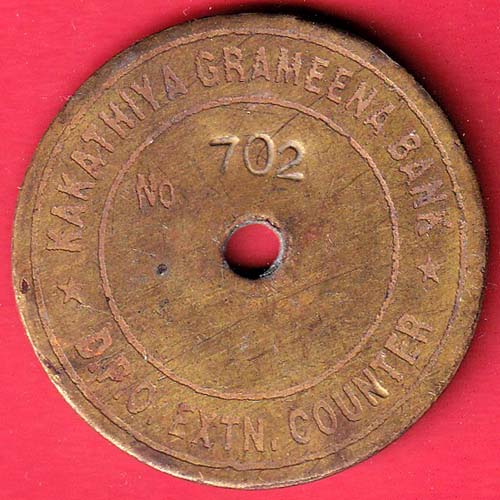 KAKATHIYA GRAMEENA BANK
No 702
★ D.P.O. EXTN. COUNTER ★